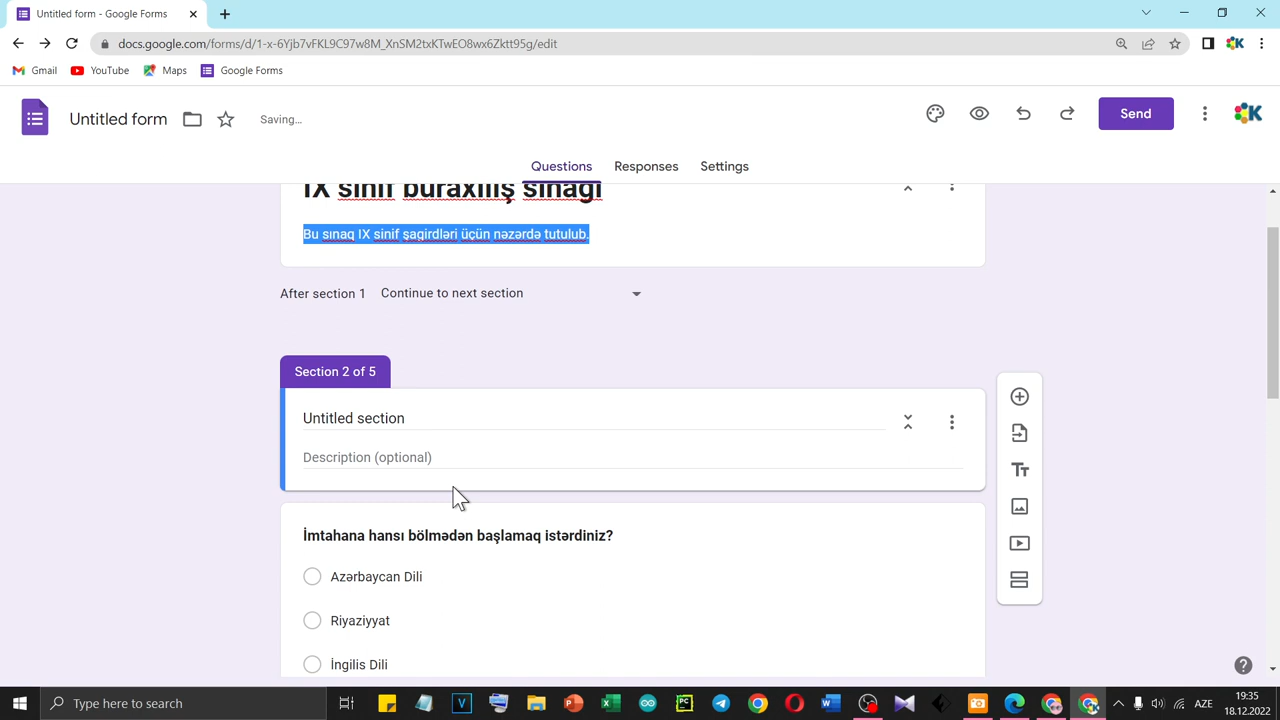 Untitled form - Google Forms
docs.google.com/forms/d/1-x-6Yjb7vFKL9C97w8M_XnSM2txKTwEO8wx6Zktt95g/edit
Gmail
YouTube
Maps
Google Forms
Untitled form
Saving...
Send
Questions
Responses
Settings
IX sinif buraxılış sınağı
Bu sınaq IX sinif şagirdləri üçün nəzərdə tutulub.
After section 1
Continue to next section
Section 2 of 5
Untitled section
Description (optional)
İmtahana hansı bölmədən başlamaq istərdiniz?
Azərbaycan Dili
Riyaziyyat
İngilis Dili
Type here to search
AZE
19:35
18.12.2022